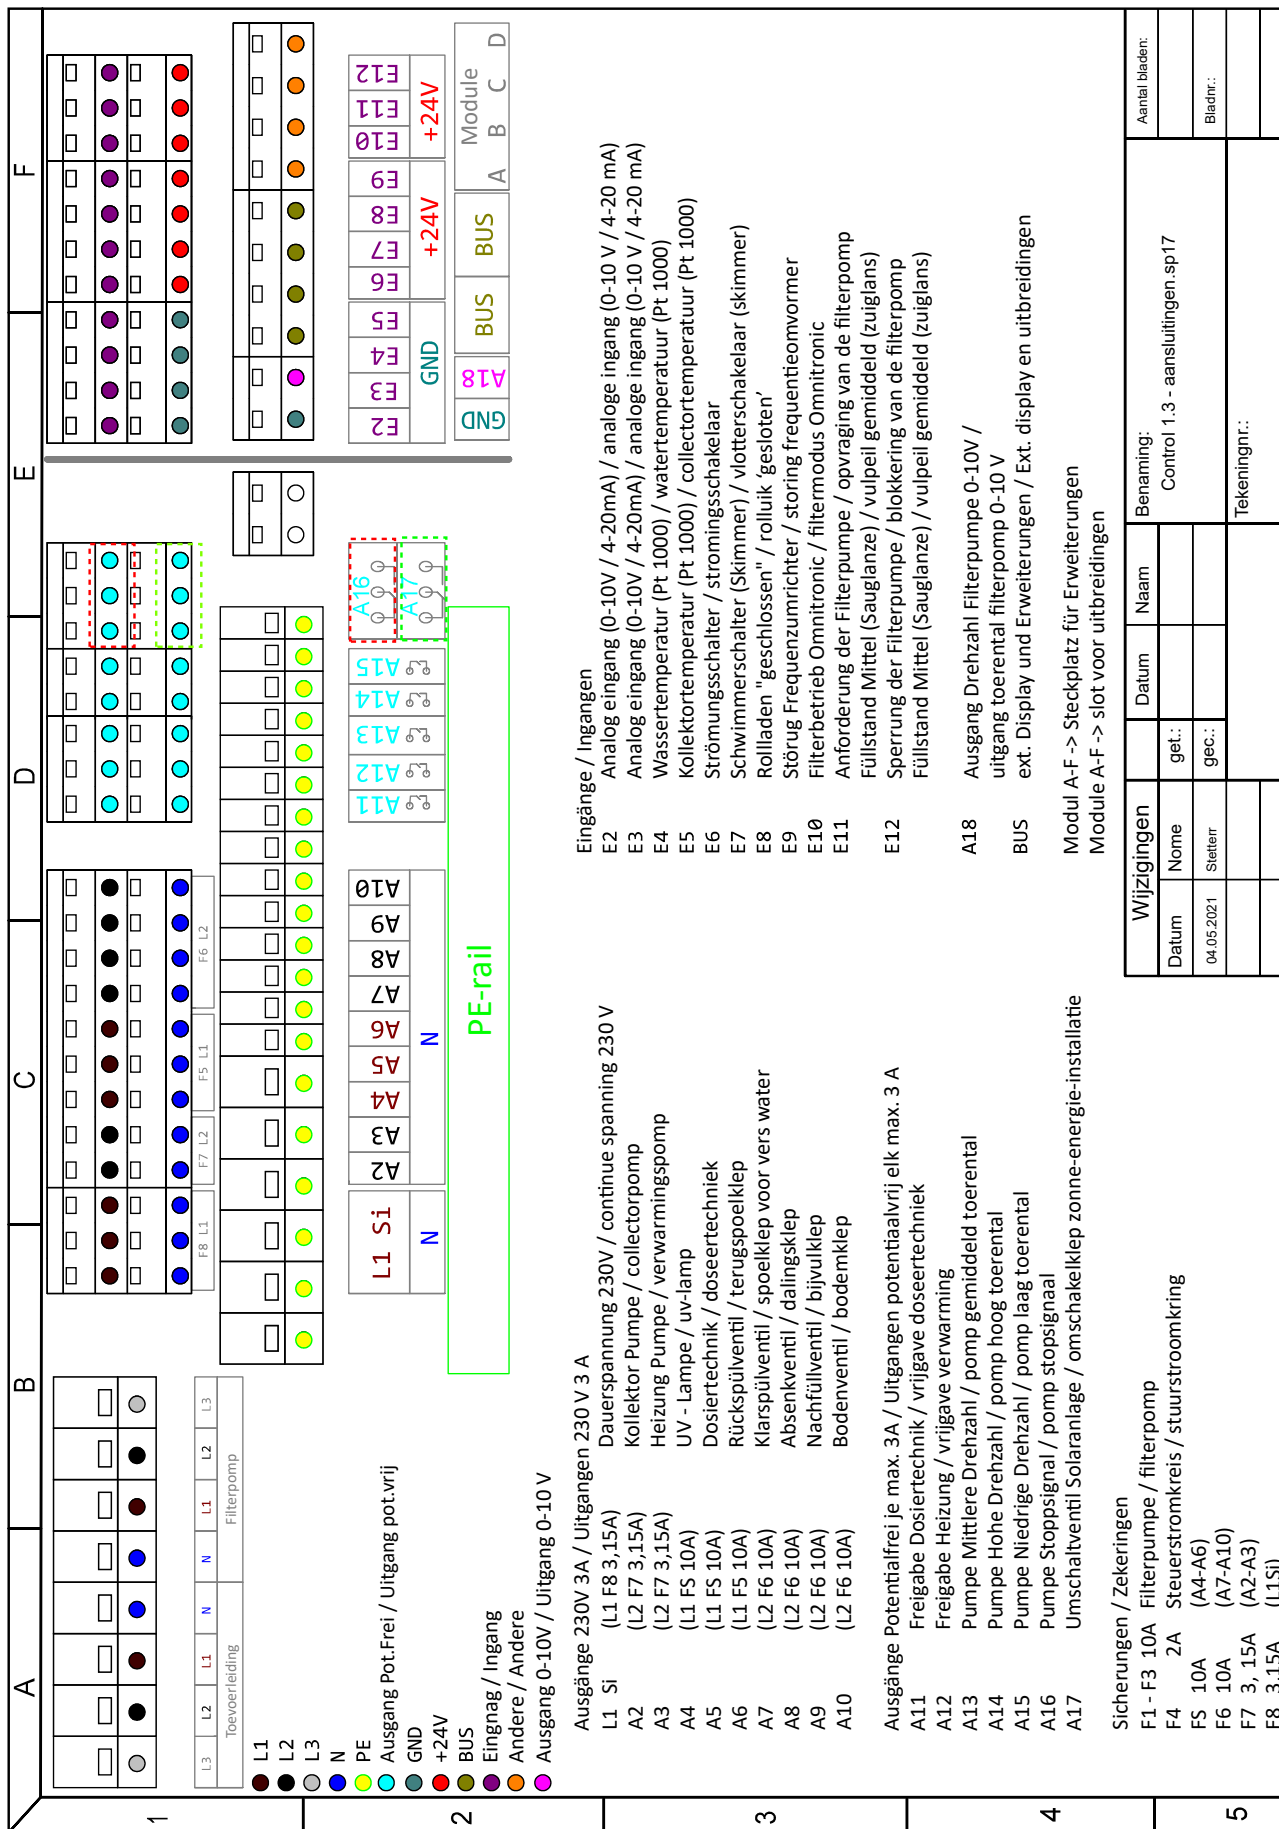 A B C D E F
1
2
3
4
5
L3 L2 L1 N N L1 L2 L3
Toevoerleiding Filterpomp
F8 L1 F7 L2 F5 L1 F6 L2
L1 Si A2 A3 A4 A5 A6 A7 A8 A9 A10
N N
PE-rail
A11 A12 A13 A14 A15 A16
A17
E2 E3 E4 E5 E6 E7 E8 E9 E10 E11 E12
GND +24V +24V
GND A18 BUS BUS Module
A B C D
L1
L2
L3
N
PE
Ausgang Pot.Frei / Uitgang pot.vrij
GND
+24V
BUS
Eingnag / Ingang
Andere / Andere
Ausgang 0-10V / Uitgang 0-10 V
Ausgänge 230V 3A / Uitgangen 230 V 3 A
L1 Si (L1 F8 3,15A) Dauerspannung 230V / continue spanning 230 V
A2 (L2 F7 3,15A) Kollektor Pumpe / collectorpomp
A3 (L2 F7 3,15A) Heizung Pumpe / verwarmingspomp
A4 (L1 FS 10A) UV - Lampe / uv-lamp
A5 (L1 FS 10A) Dosiertechnik / doseertechniek
A6 (L1 F5 10A) Rückspülventil / terugspoelklep
A7 (L2 F6 10A) Klarspülventil / spoelklep voor vers water
A8 (L2 F6 10A) Absenkventil / dalingsklep
A9 (L2 F6 10A) Nachfüllventil / bijvulklep
A10 (L2 F6 10A) Bodenventil / bodemklep
Ausgänge Potentialfrei je max. 3A / Uitgangen potentiaalvrij elk max. 3 A
A11 Freigabe Dosiertechnik / vrijgave doseertechniek
A12 Freigabe Heizung / vrijgave verwarming
A13 Pumpe Mittlere Drehzahl / pomp gemiddeld toerental
A14 Pumpe Hohe Drehzahl / pomp hoog toerental
A15 Pumpe Niedrige Drehzahl / pomp laag toerental
A16 Pumpe Stoppsignal / pomp stopsignaal
A17 Umschaltventil Solaranlage / omschakelklep zonne-energie-installatie
Sicherungen / Zekeringen
F1 - F3 10A Filterpumpe / filterpomp
F4 2A Steuerstromkreis / stuurstroomkring
FS 10A (A4-A6)
F6 10A (A7-A10)
F7 3, 15A (A2-A3)
F8 3,15A (L1Si)
Eingänge / Ingangen
E2 Analog eingang (0-10V / 4-20mA) / analoge ingang (0-10 V / 4-20 mA)
E3 Analog eingang (0-10V / 4-20mA) / analoge ingang (0-10 V / 4-20 mA)
E4 Wassertemperatur (Pt 1000) / watertemperatuur (Pt 1000)
E5 Kollektortemperatur (Pt 1000) / collectortemperatuur (Pt 1000)
E6 Strömungsschalter / stromingsschakelaar
E7 Schwimmerschalter (Skimmer) / vlotterschakelaar (skimmer)
E8 Rollladen "geschlossen" / rolluik 'gesloten'
E9 Störug Frequenzumrichter / storing frequentieomvormer
E10 Filterbetrieb Omnitronic / filtermodus Omnitronic
E11 Anforderung der Filterpumpe / opvraging van de filterpomp
Füllstand Mittel (Sauglanze) / vulpeil gemiddeld (zuiglans)
E12 Sperrung der Filterpumpe / blokkering van de filterpomp
Füllstand Mittel (Sauglanze) / vulpeil gemiddeld (zuiglans)
A18 Ausgang Drehzahl Filterpumpe 0-10V /
uitgang toerental filterpomp 0-10 V
BUS ext. Display und Erweiterungen / Ext. display en uitbreidingen
Modul A-F -> Steckplatz für Erweiterungen
Module A-F -> slot voor uitbreidingen
Wijzigingen Datum Nam Benaming: Aantal bladen:
Datum Nome get.: Control 1.3 - aansluitingen.sp17
04.05.2021 Stetterr gec.: Bladnr.:
Tekeningnr.: